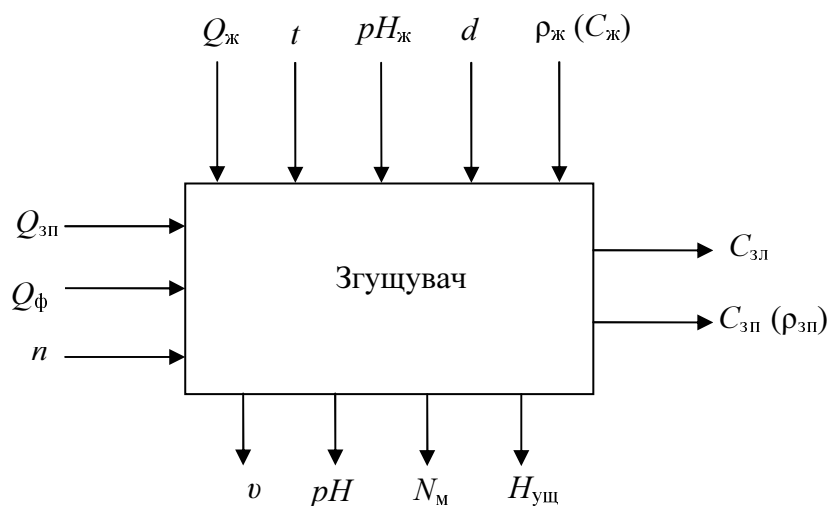 Qж t pHж d ρж (Cж)
Qзп
Qф
n
Згущувач
Cзл
Cзп (ρзп)
υ pH Nм Hущ